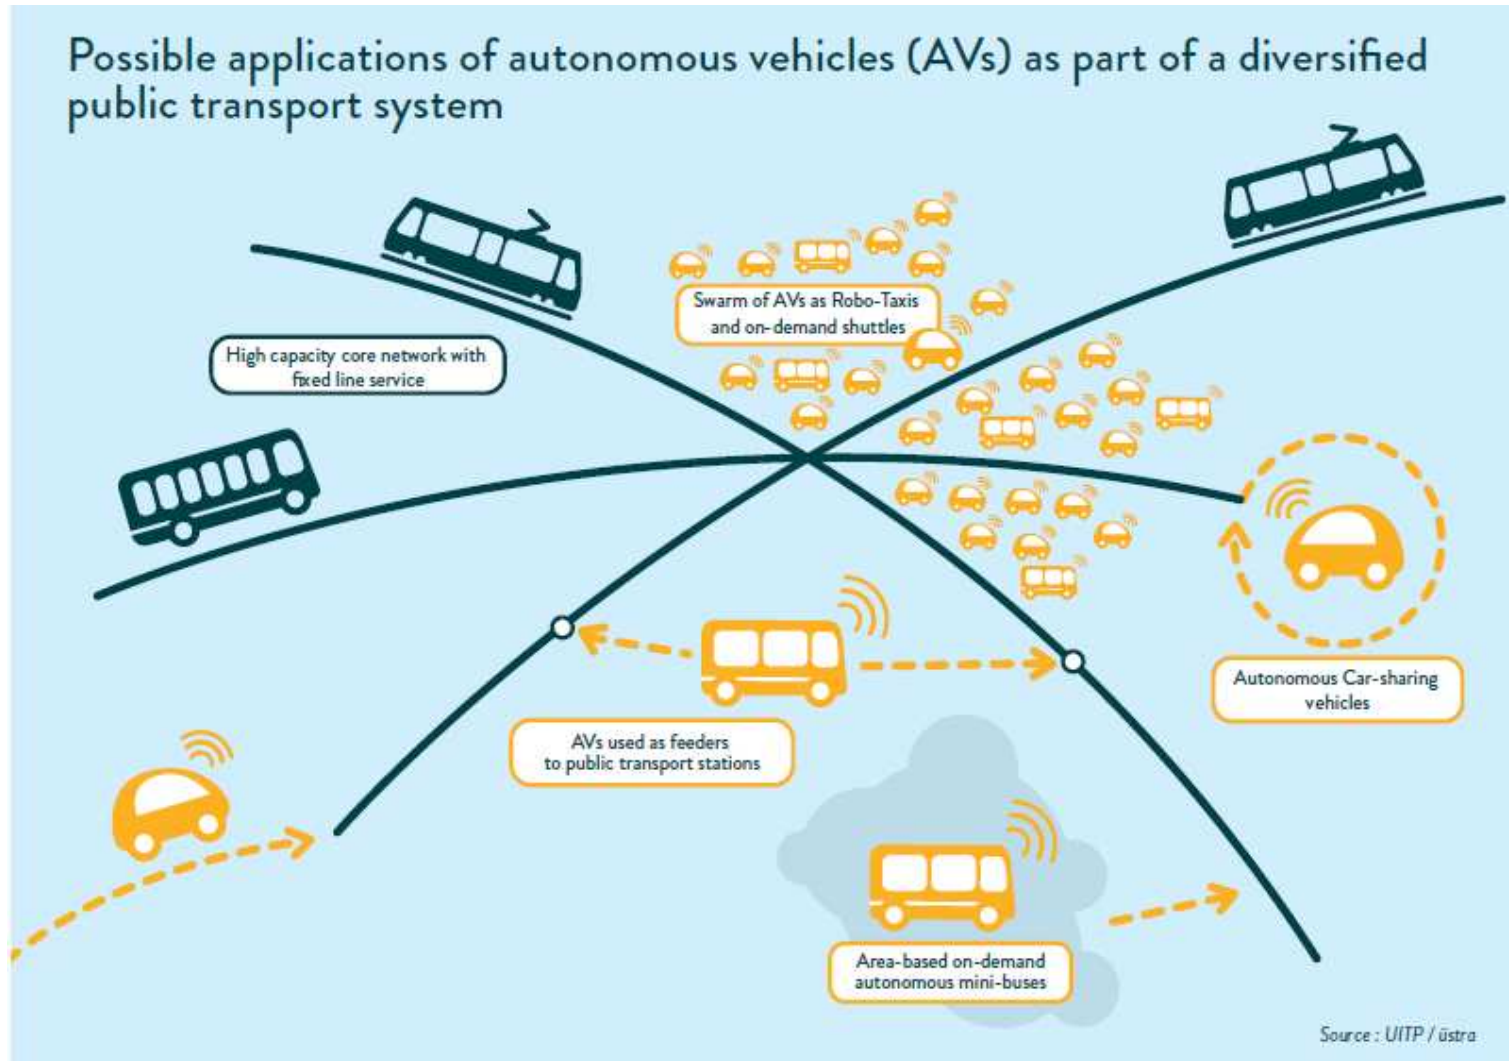 Possible applications of autonomous vehicles (AVs) as part of a diversified
public transport system
Swarm of AVs as Robo-Taxis
and on-demand shuttles
High capacity core network with
fixed line service
Autonomous Car-sharing
vehicles
AVs used as feeders
to public transport stations
Area-based on-demand
autonomous mini-buses
Source : UITP / üstra